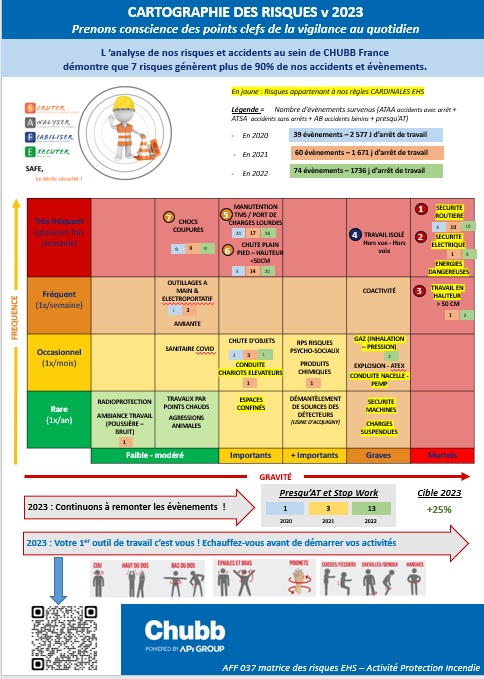 CARTOGRAPHIE DES RISQUES v 2023
Prenons conscience des points clefs de la vigilance au quotidien
L 'analyse de nos risques et accidents au sein de CHUBB France
démontre que 7 risques génèrent plus de 90% de nos accidents et évènements.
SCRUTER
ANALYSER
FIABILISER
EXECUTER
SAFE,
Le déclic sécurité !
En jaune : Risques appartenant à nos règles CARDINALES EHS
Légende = Nombre d'évènements survenus (ATAA accidents avec arrêt +
ATSA accidents sans arrêts + AB accidents bénins + presqu'AT)
- En 2020
39 évènements – 2 577 J d'arrêt de travail
- En 2021
60 évènements – 1 671 j d'arrêt de travail
- En 2022
74 évènements – 1736 j d'arrêt de travail
FREQUENCE
Très fréquent
7
CHOCS
COUPURES
9 9 8
5
MANUTENTION
TMS / PORT DE
CHARGES LOURDES
20 17 26
6
CHUTE PLAIN
PIED – HAUTEUR
<50CM
3 14 20
4
TRAVAIL ISOLÉ
Hors vue - Hors
voix
1
SECURITE
ROUTIERE
4 10 10
2
SECURITE
ELECTRIQUE
1 5
ENERGIES
DANGEREUSES
Fréquent
(1x/semaine)
OUTILLAGES A
MAIN &
ELECTROPORTATIF
1 2
AMIANTE
COACTIVITÉ
3
TRAVAIL EN
HAUTEUR
> 50 CM
1 2
Occasionnel
(1x/mois)
SANITAIRE COVID
CHUTE D'OBJETS
2 3 1
CONDUITE
CHARIOTS ELEVATEURS
1
RPS RISQUES
PSYCHO-SOCIAUX
PRODUITS
CHIMIQUES
1
GAZ (INHALATION
– PRESSION)
2
EXPLOSION - ATEX
CONDUITE NACELLE -
PEMP
Rare
(1x/an)
RADIOPROTECTION
AMBIANCE TRAVAIL
(POUSSIÈRE –
BRUIT)
1
TRAVAUX PAR
POINTS CHAUDS
AGRESSIONS
ANIMALES
ESPACES
CONFINÉS
DÉMANTÈLEMENT
DE SOURCES DES
DÉTECTEURS
(USINE D'ACQUIGNY)
SECURITE
MACHINES
CHARGES
SUSPENDUES
Faible - modéré
Importants
+ Importants
Graves
Mortels
GRAVITÉ
2023 : Continuons à remonter les évènements !
Presqu'AT et Stop Work
1 3 13
2020 2021 2022
Cible 2023
+25%
2023 : Votre 1er outil de travail c'est vous ! Echauffez-vous avant de démarrer vos activités
COU
HAUT DU DOS
BAS DU DOS
ÉPAULES ET BRAS
POIGNETS
CUISSES/FESSIERS
CHEVILLES/GENOUX
HANCHES
Chubb
POWERED BY APi GROUP
AFF 037 matrice des risques EHS – Activité Protection Incendie